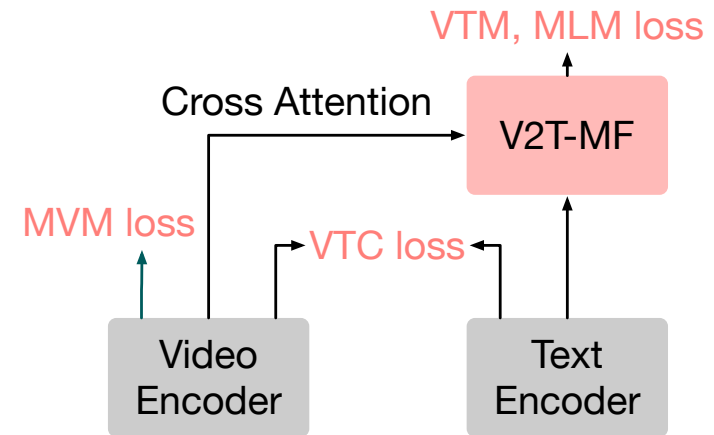 VTM, MLM loss
Cross Attention
V2T-MF
MVM loss
VTC loss
Video
Encoder
Text
Encoder